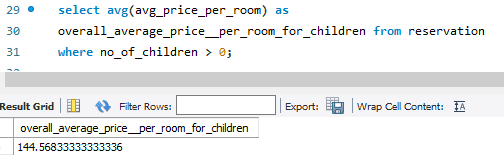 29 select avg(avg_price_per_room) as
30 overall_average_price__per_room_for_children from reservation
31 where no_of_children > 0;
Result Grid Filter Rows: Export: Wrap Cell Content:
overall_average_price__per_room_for_children
144.56833333333336